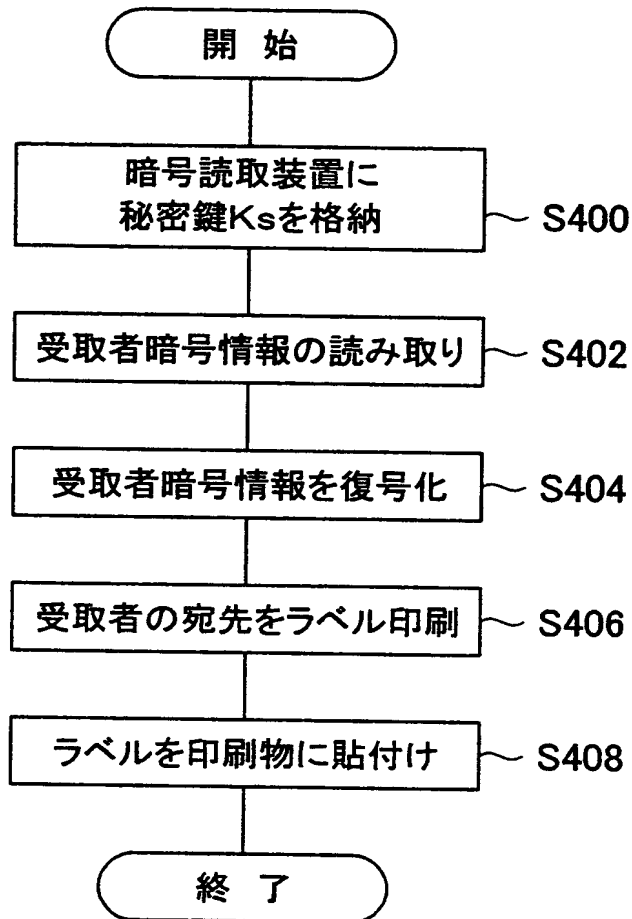 開 始
暗号読取装置に
秘密鍵Ksを格納
S400
受取者暗号情報の読み取り
S402
受取者暗号情報を復号化
S404
受取者の宛先をラベル印刷
S406
ラベルを印刷物に貼付け
S408
終 了